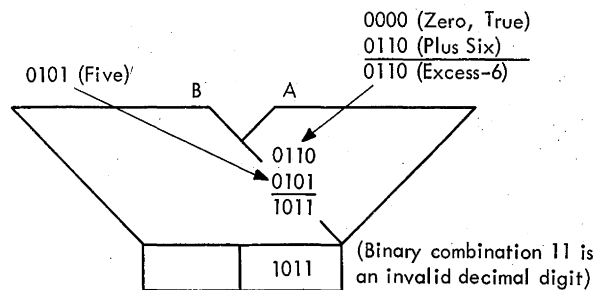 0000 (Zero, True)
0110 (Plus Six)
0110 (Excess-6)
0101 (Five)
B
A
0110
0101
1011
1011
(Binary combination 11 is
an invalid decimal digit)